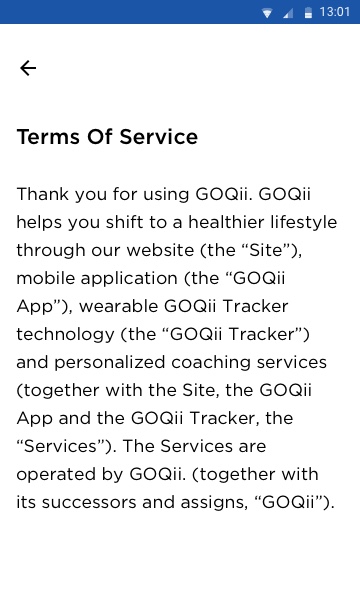 13:01
Terms Of Service
Thank you for using GOQii. GOQii
helps you shift to a healthier lifestyle
through our website (the “Site”),
mobile application (the “GOQii
App”), wearable GOQii Tracker
technology (the “GOQii Tracker”)
and personalized coaching services
(together with the Site, the GOQii
App and the GOQii Tracker, the
“Services”). The Services are
operated by GOQii. (together with
its successors and assigns, “GOQii”).